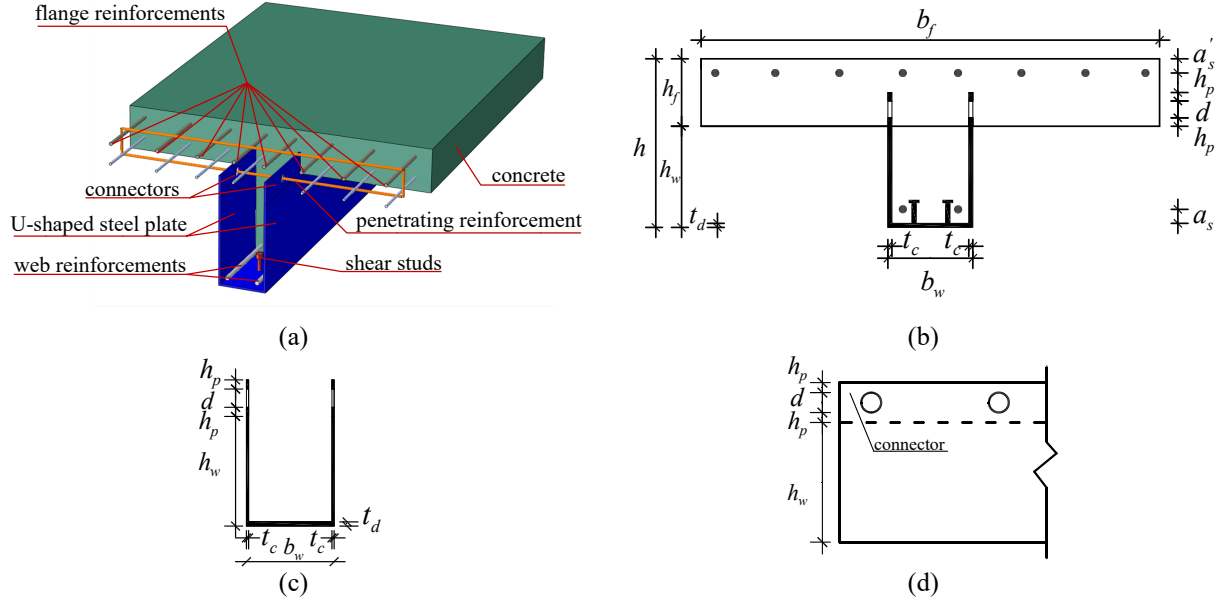 flange reinforcements
connectors
U-shaped steel plate
web reinforcements
concrete
penetrating reinforcement
shear studs
(a)
b_f
h
h_f
h_w
t_d
t_c
t_c
b_w
a_s'
h_p
d
h_p
a_s
(b)
h_p
d
h_p
h_w
t_d
t_c b_w t_c
(c)
h_p
d
h_p
h_w
connector
(d)